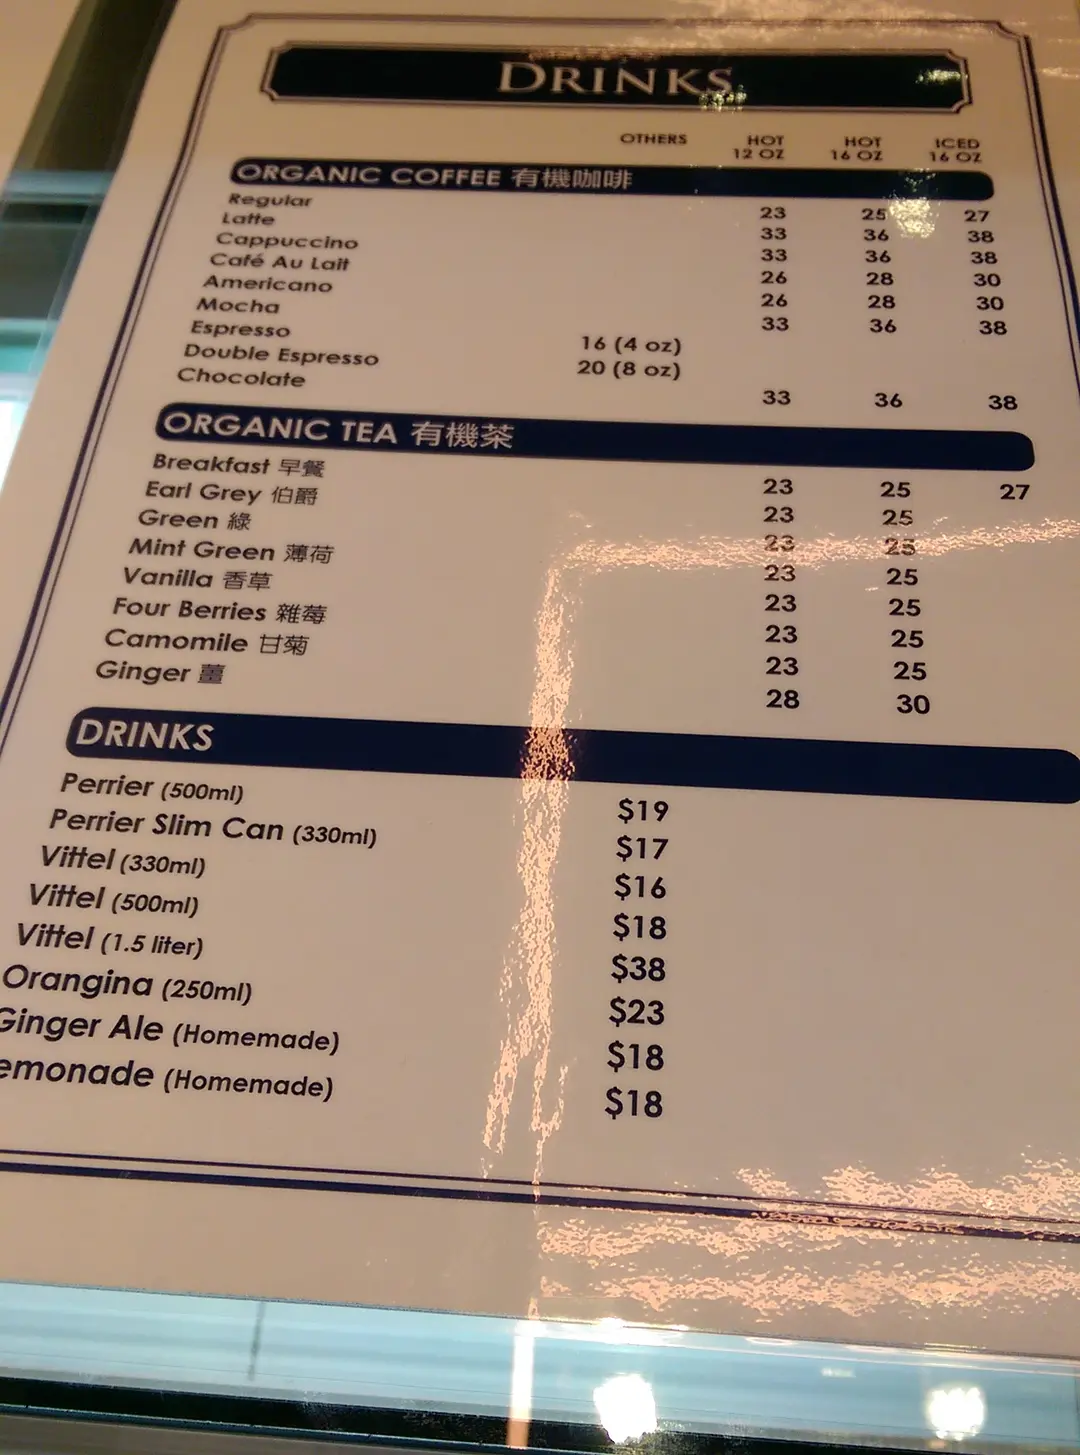 DRINKS
OTHERS HOT 12 OZ HOT 16 OZ ICED 16 OZ
ORGANIC COFFEE 有機咖啡
Regular 23 25 27
Latte 33 36 38
Cappuccino 33 36 38
Café Au Lait 26 28 30
Americano 26 28 30
Mocha 33 36 38
Espresso 16 (4 oz)
Double Espresso 20 (8 oz)
Chocolate 33 36 38
ORGANIC TEA 有機茶
Breakfast 早餐 23 25 27
Earl Grey 伯爵 23 25
Green 綠 23 25
Mint Green 薄荷 23 25
Vanilla 香草 23 25
Four Berries 雜莓 23 25
Camomile 甘菊 23 25
Ginger 薑 28 30
DRINKS
Perrier (500ml) $19
Perrier Slim Can (330ml) $17
Vittel (330ml) $16
Vittel (500ml) $18
Vittel (1.5 liter) $38
Orangina (250ml) $23
Ginger Ale (Homemade) $18
emonade (Homemade) $18